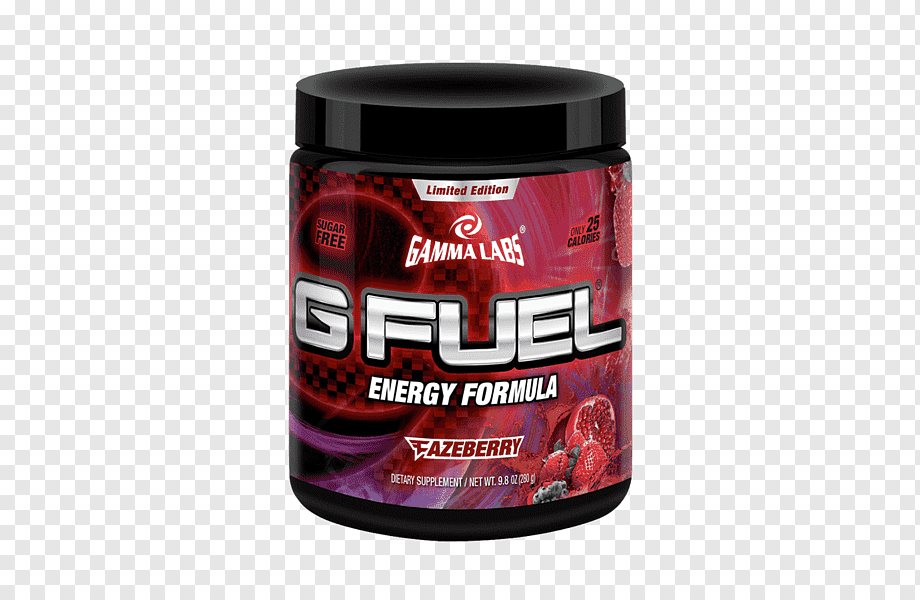 Limited Edition
SUGAR
FREE
ONLY 25
CALORIES
GAMMA LABS®
G FUEL®
ENERGY FORMULA
FAZEBERRY
DIETARY SUPPLEMENT / NET WT. 9.8 OZ (280 g)